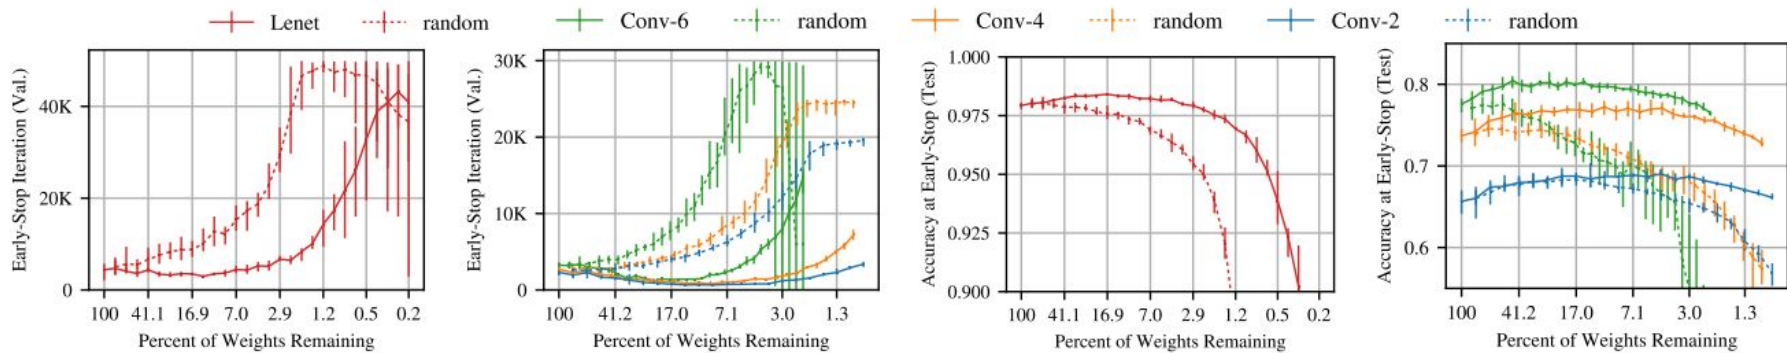 Lenet random Conv-6 random Conv-4 random Conv-2 random
Early-Stop Iteration (Val.)
40K
20K
0
100 41.1 16.9 7.0 2.9 1.2 0.5 0.2
Percent of Weights Remaining
Early-Stop Iteration (Val.)
30K
20K
10K
0
100 41.2 17.0 7.1 3.0 1.3
Percent of Weights Remaining
Accuracy at Early-Stop (Test)
1.000
0.975
0.950
0.925
0.900
100 41.1 16.9 7.0 2.9 1.2 0.5 0.2
Percent of Weights Remaining
Accuracy at Early-Stop (Test)
0.8
0.7
0.6
100 41.2 17.0 7.1 3.0 1.3
Percent of Weights Remaining